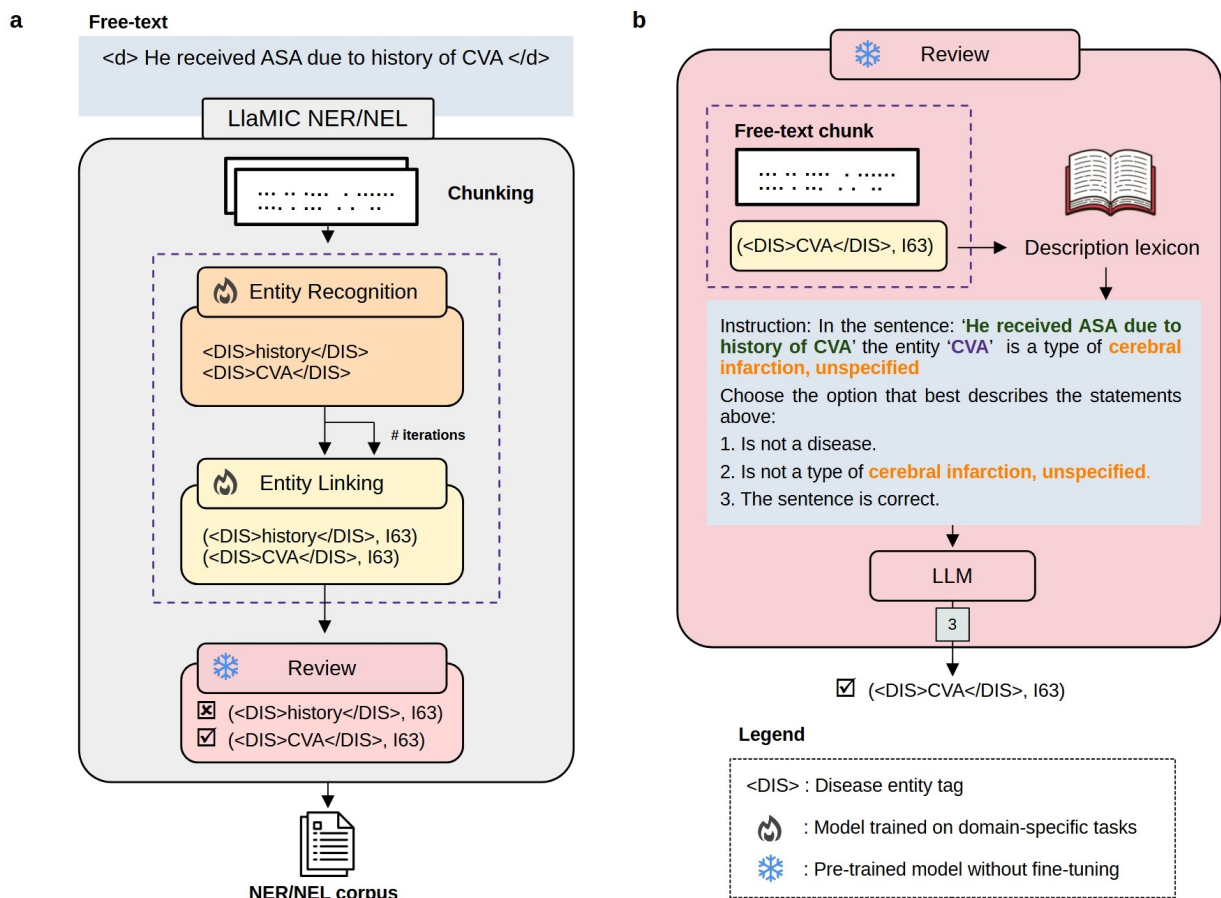 a
Free-text
<d> He received ASA due to history of CVA </d>
LlaMIC NER/NEL
Chunking
Entity Recognition
<DIS>history</DIS>
<DIS>CVA</DIS>
# iterations
Entity Linking
(<DIS>history</DIS>, I63)
(<DIS>CVA</DIS>, I63)
Review
(<DIS>history</DIS>, I63)
(<DIS>CVA</DIS>, I63)
NER/NEL corpus
b
Review
Free-text chunk
(<DIS>CVA</DIS>, I63)
Description lexicon
Instruction: In the sentence: ‘He received ASA due to
history of CVA’ the entity ‘CVA’ is a type of cerebral
infarction, unspecified
Choose the option that best describes the statements
above:
1. Is not a disease.
2. Is not a type of cerebral infarction, unspecified.
3. The sentence is correct.
LLM
3
(<DIS>CVA</DIS>, I63)
Legend
<DIS> : Disease entity tag
: Model trained on domain-specific tasks
: Pre-trained model without fine-tuning